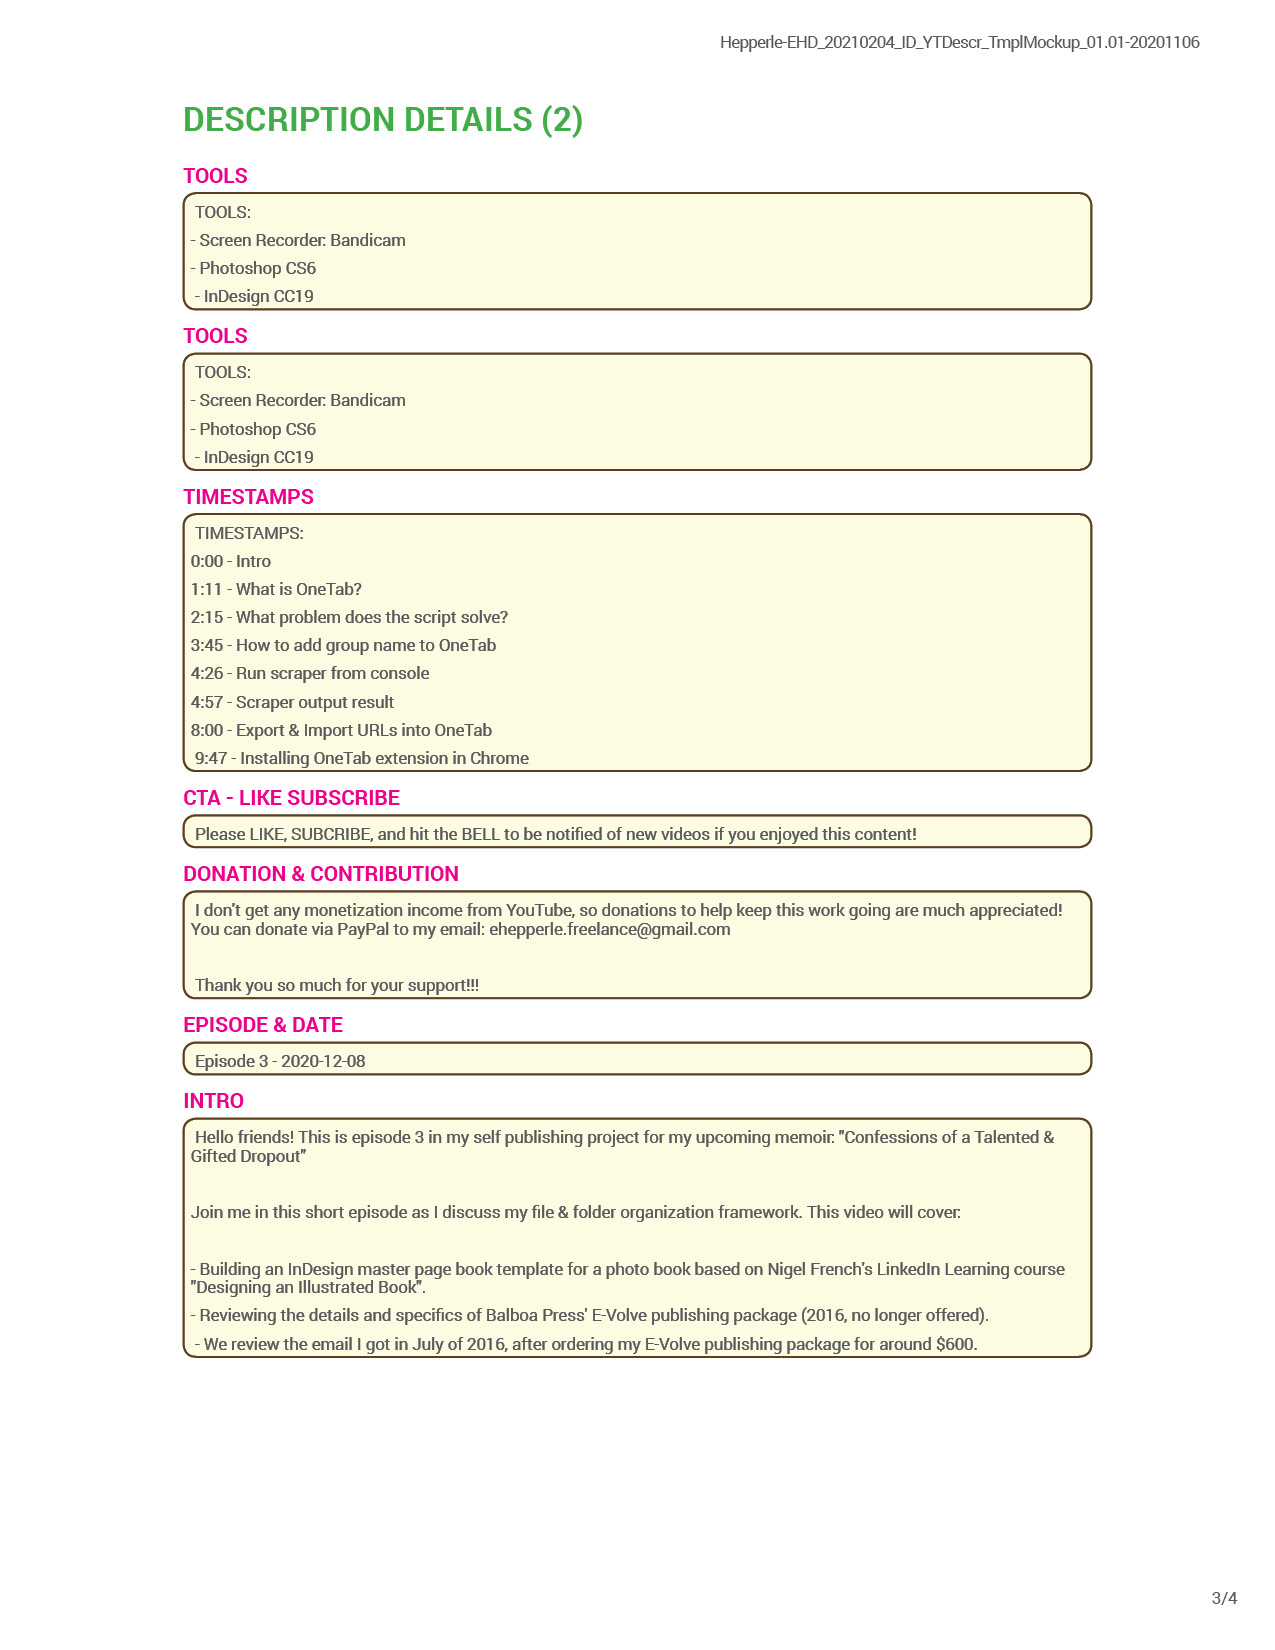 Hepperle-EHD_20210204_ID_YTDescr_TmplMockup_01.01-20201106
DESCRIPTION DETAILS (2)
TOOLS
TOOLS:
- Screen Recorder: Bandicam
- Photoshop CS6
- InDesign CC19
TOOLS
TOOLS:
- Screen Recorder: Bandicam
- Photoshop CS6
- InDesign CC19
TIMESTAMPS
TIMESTAMPS:
0:00 - Intro
1:11 - What is OneTab?
2:15 - What problem does the script solve?
3:45 - How to add group name to OneTab
4:26 - Run scraper from console
4:57 - Scraper output result
8:00 - Export & Import URLs into OneTab
9:47 - Installing OneTab extension in Chrome
CTA - LIKE SUBSCRIBE
Please LIKE, SUBCRIBE, and hit the BELL to be notified of new videos if you enjoyed this content!
DONATION & CONTRIBUTION
I don't get any monetization income from YouTube, so donations to help keep this work going are much appreciated!
You can donate via PayPal to my email: ehepperle.freelance@gmail.com
Thank you so much for your support!!!
EPISODE & DATE
Episode 3 - 2020-12-08
INTRO
Hello friends! This is episode 3 in my self publishing project for my upcoming memoir: "Confessions of a Talented &
Gifted Dropout"
Join me in this short episode as I discuss my file & folder organization framework. This video will cover:
- Building an InDesign master page book template for a photo book based on Nigel French's LinkedIn Learning course
"Designing an Illustrated Book".
- Reviewing the details and specifics of Balboa Press' E-Volve publishing package (2016, no longer offered).
- We review the email I got in July of 2016, after ordering my E-Volve publishing package for around $600.
3/4